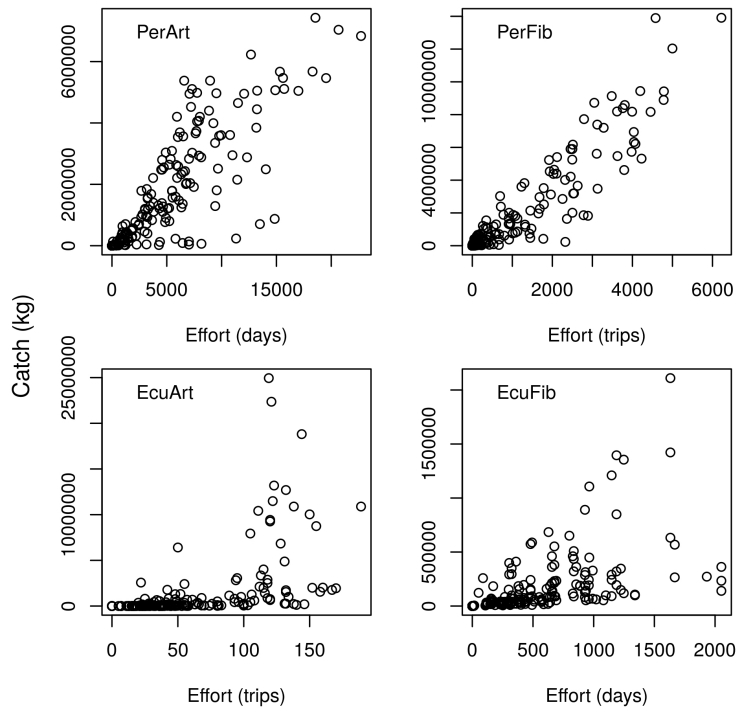 PerArt
0 2000000 6000000
0 5000 15000
Effort (days)
PerFib
0 4000000 10000000
0 2000 4000 6000
Effort (trips)
Catch (kg)
EcuArt
0 10000000 25000000
0 50 100 150
Effort (trips)
EcuFib
0 500000 1500000
0 500 1000 1500 2000
Effort (days)